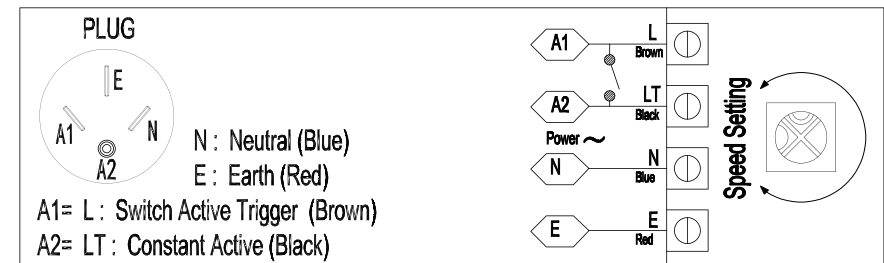 PLUG
E
A1
N
A2
N : Neutral (Blue)
E : Earth (Red)
A1= L : Switch Active Trigger (Brown)
A2= LT : Constant Active (Black)
A1
L
Brown
A2
LT
Black
Power ~
N
N
Blue
E
E
Red
Speed Setting